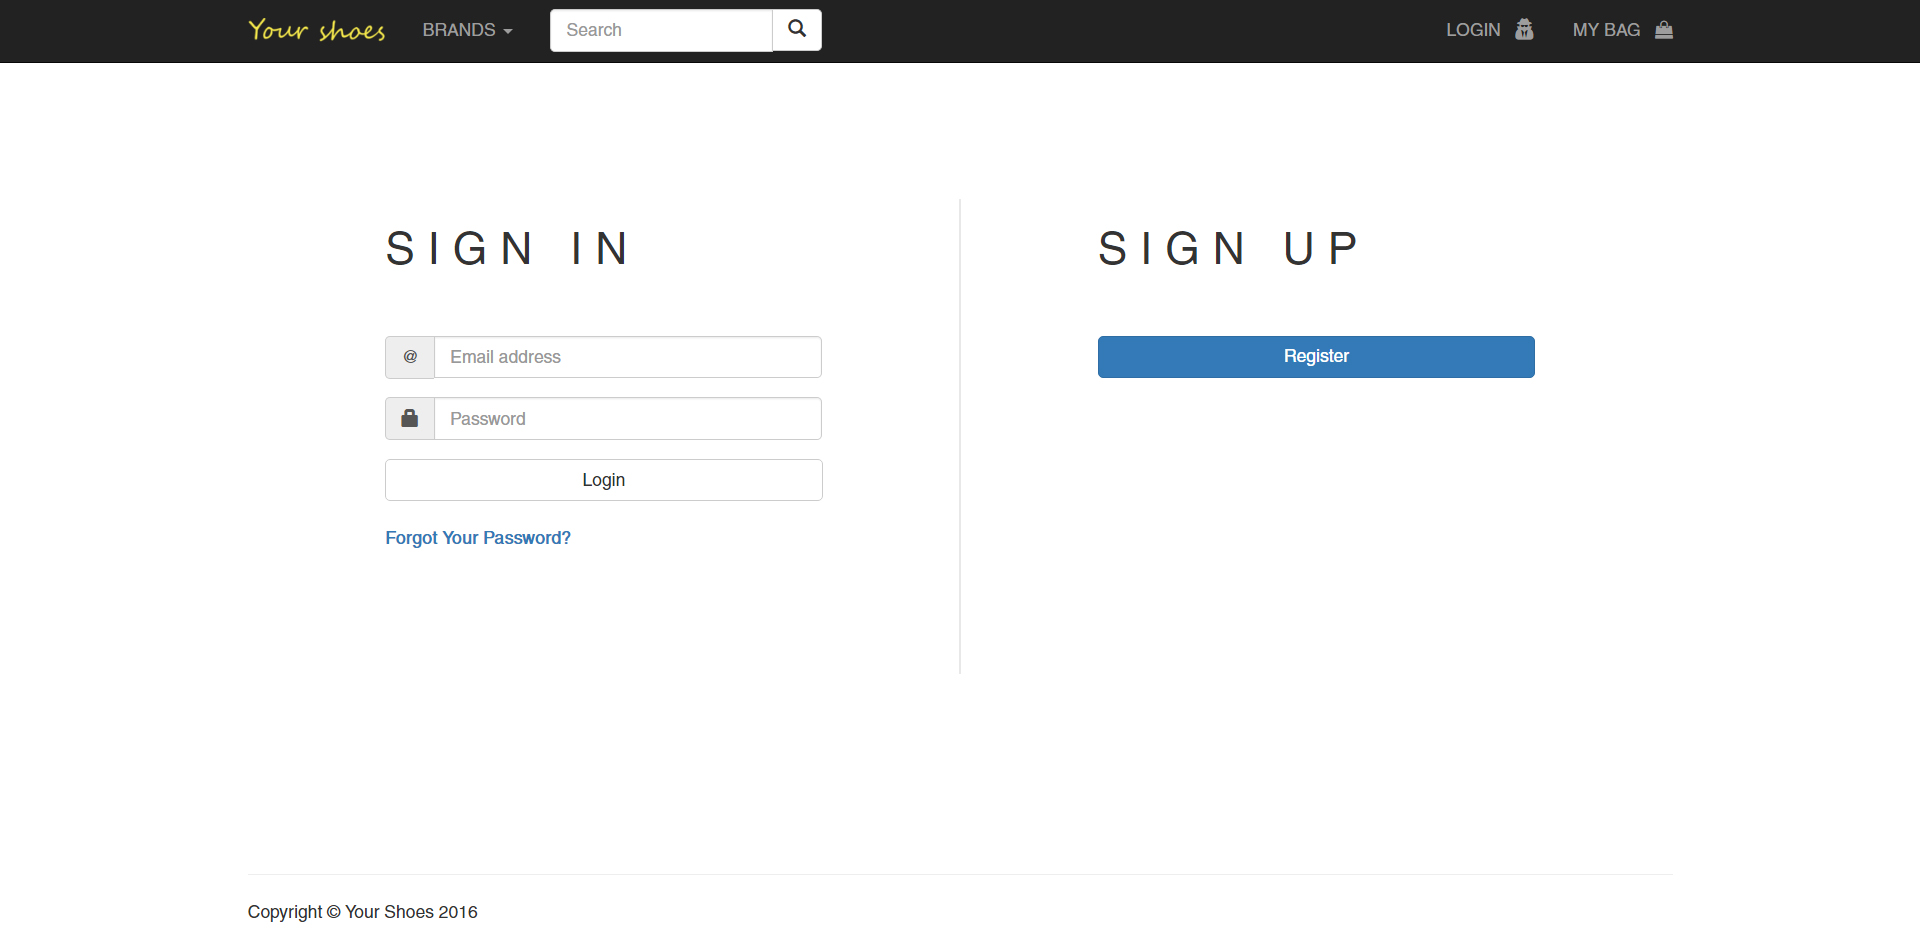 Your shoes
BRANDS
Search
LOGIN
MY BAG
SIGN IN
@
Email address
Password
Login
Forgot Your Password?
SIGN UP
Register
Copyright © Your Shoes 2016